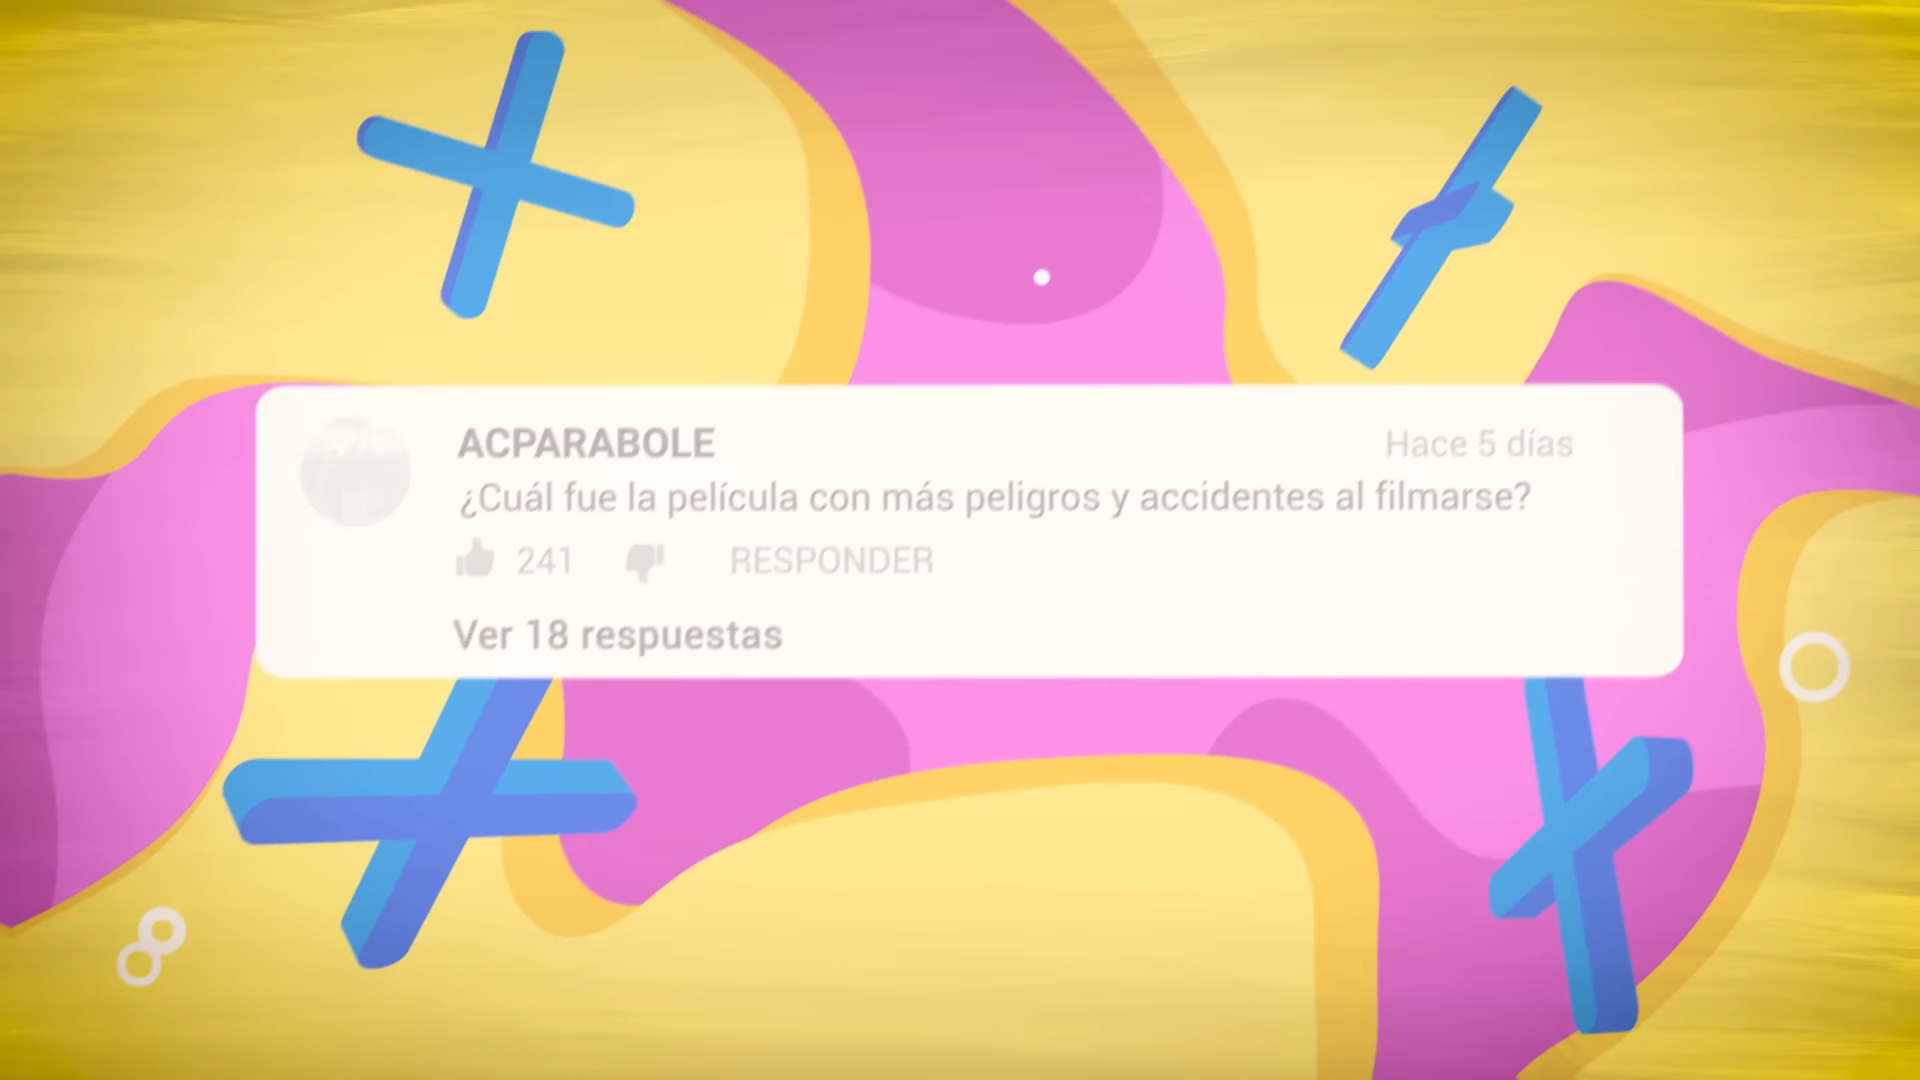 ACPARABOLE
Hace 5 días
¿Cuál fue la película con más peligros y accidentes al filmarse?
241 RESPONDER
Ver 18 respuestas